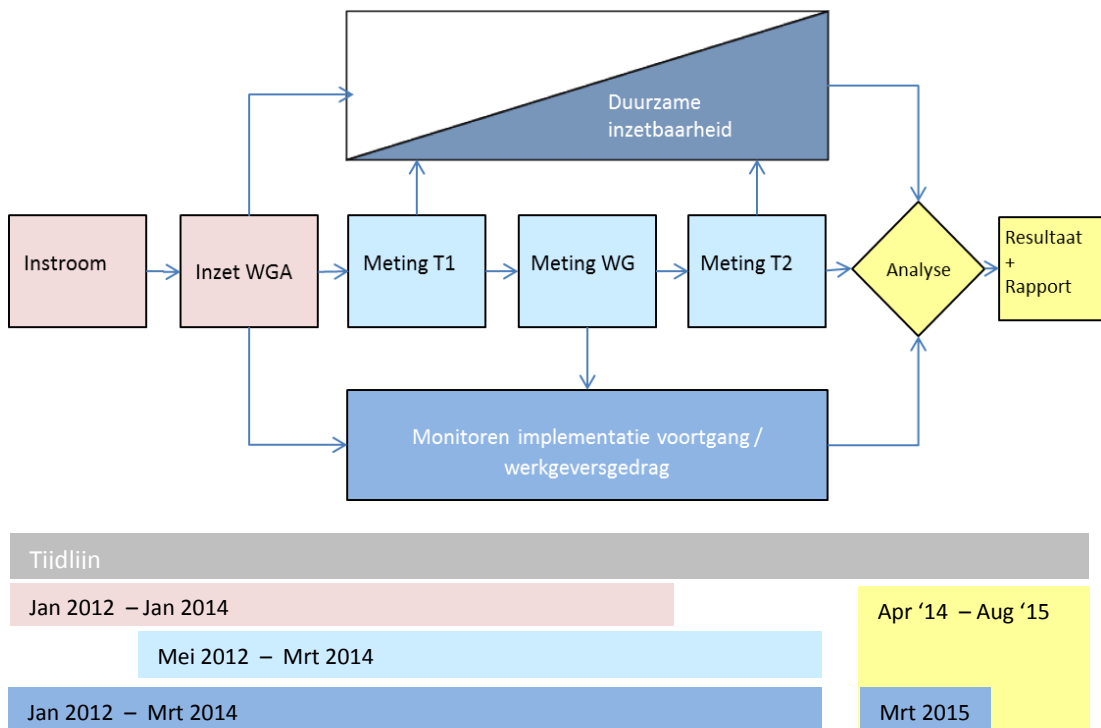 Duurzame
inzetbaarheid
Instroom
Inzet WGA
Meting T1
Meting WG
Meting T2
Analyse
Resultaat
+
Rapport
Monitoren implementatie voortgang /
werkgeversgedrag
Tijdlijn
Jan 2012 – Jan 2014
Apr ‘14 – Aug ‘15
Mei 2012 – Mrt 2014
Jan 2012 – Mrt 2014
Mrt 2015